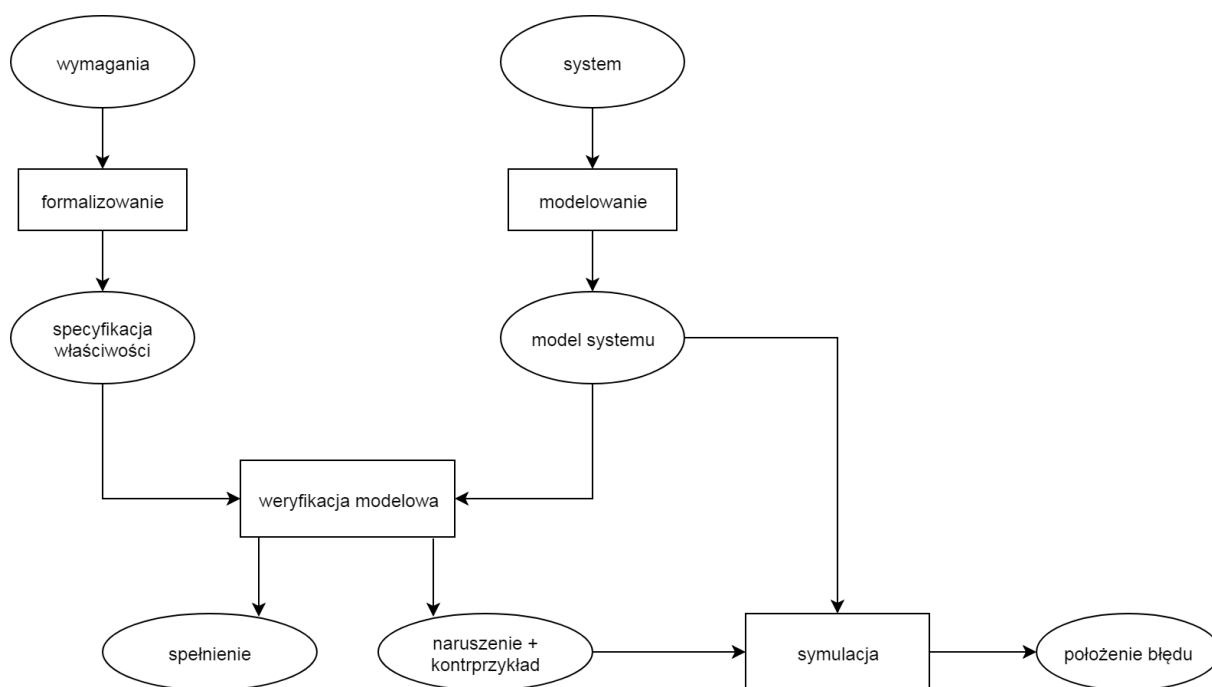 wymagania
system
formalizowanie
modelowanie
specyfikacja
właściwości
model systemu
weryfikacja modelowa
spełnienie
naruszenie +
kontrprzykład
symulacja
położenie błędu